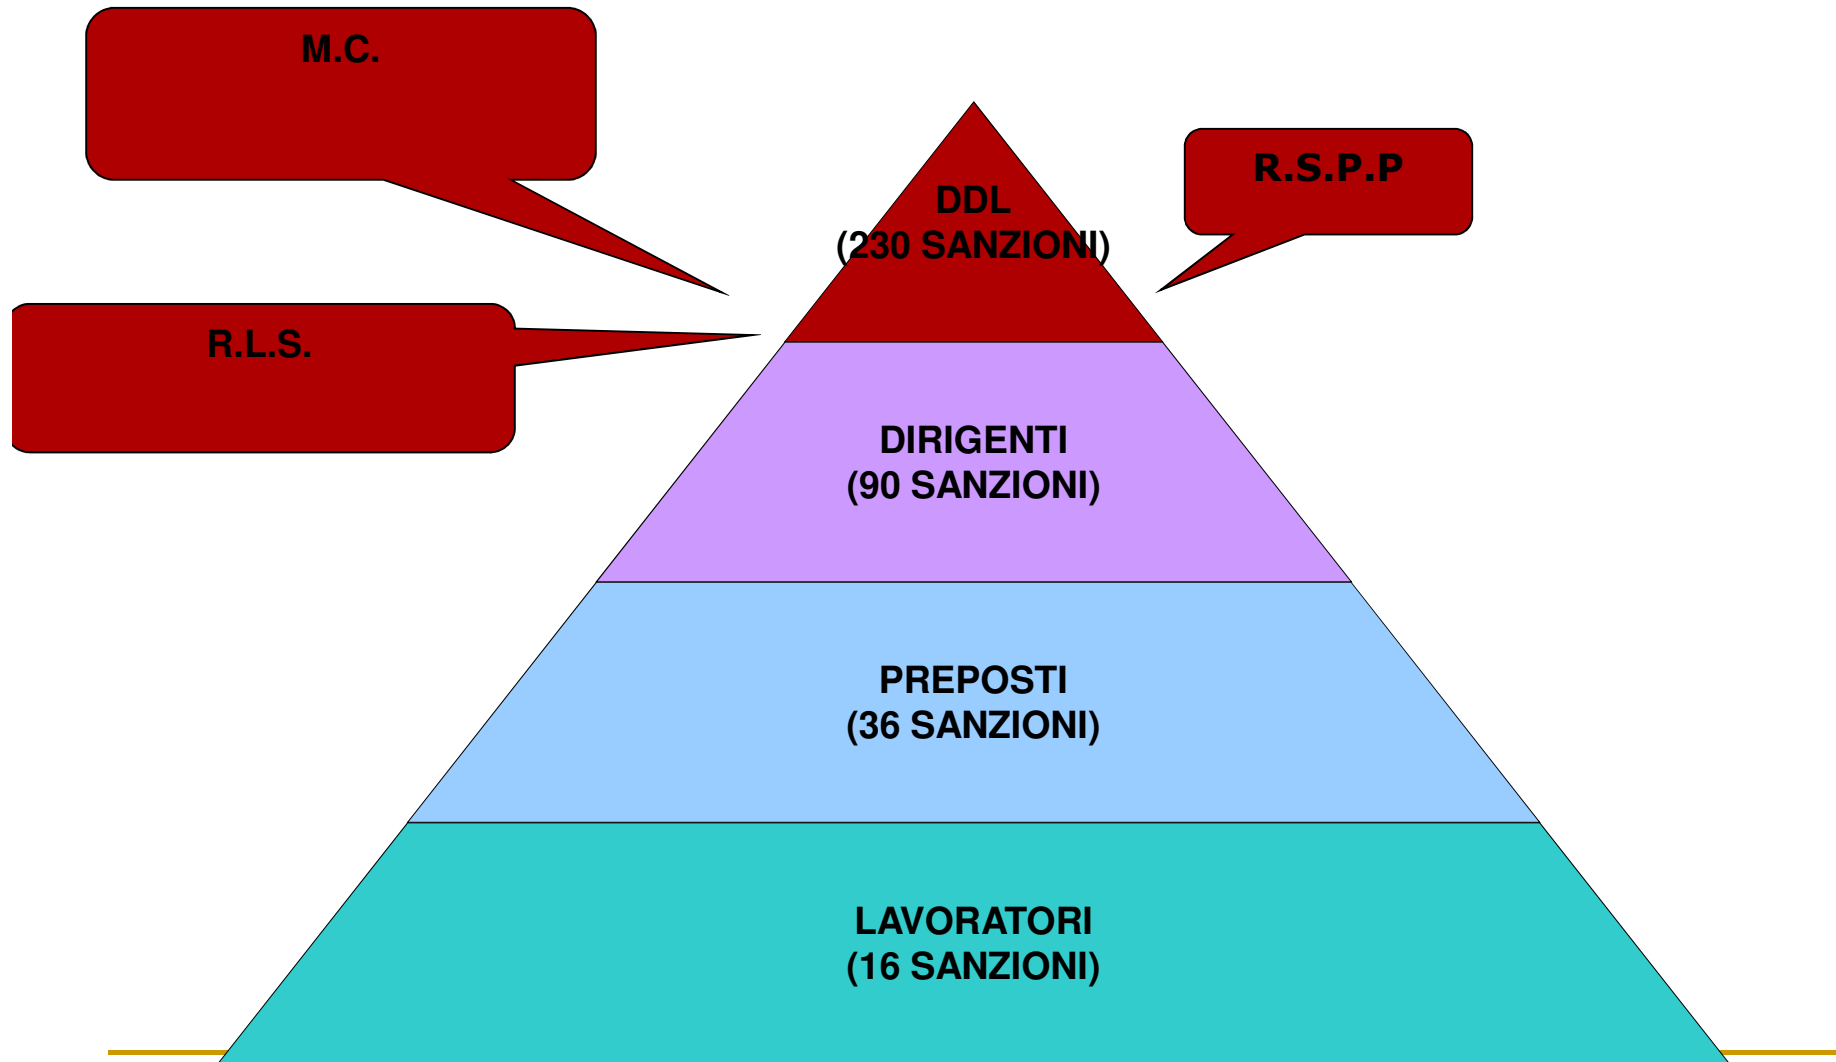 M.C.
R.S.P.P
DDL
(230 SANZIONI)
R.L.S.
DIRIGENTI
(90 SANZIONI)
PREPOSTI
(36 SANZIONI)
LAVORATORI
(16 SANZIONI)